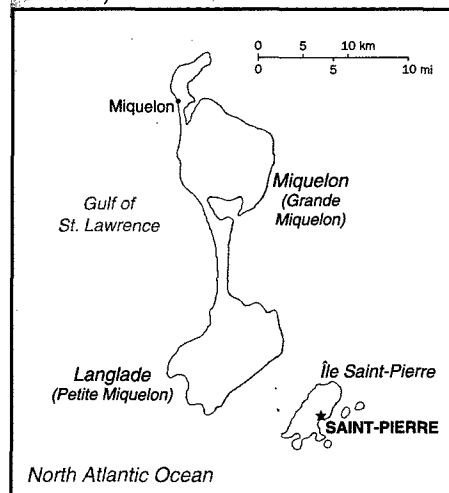 0 5 10 km
0 5 10 mi
Miquelon
Gulf of
St. Lawrence
Miquelon
(Grande
Miquelon)
Langlade
(Petite Miquelon)
Île Saint-Pierre
SAINT-PIERRE
North Atlantic Ocean